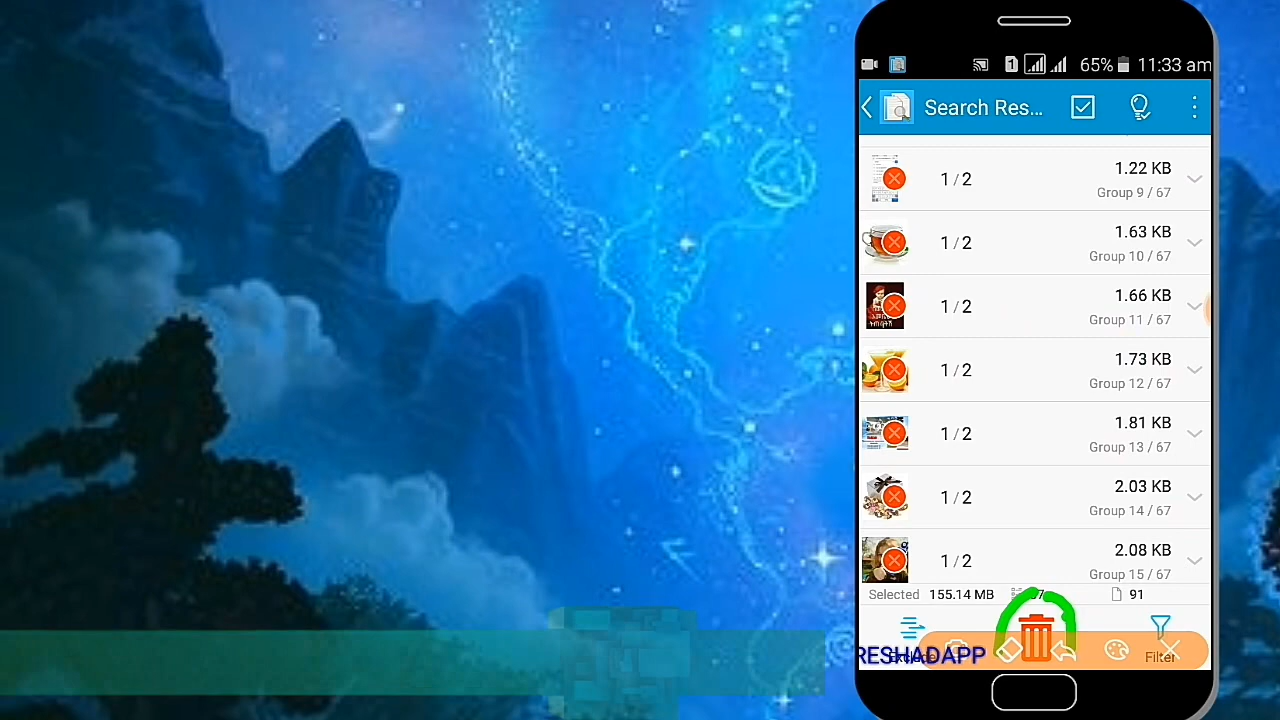 65% 11:33 am
Search Res...
1/2 1.22 KB
Group 9 / 67
1/2 1.63 KB
Group 10 / 67
1/2 1.66 KB
Group 11 / 67
1/2 1.73 KB
Group 12 / 67
1/2 1.81 KB
Group 13 / 67
1/2 2.03 KB
Group 14 / 67
1/2 2.08 KB
Group 15 / 67
Selected 155.14 MB 91
RESHADAPP
Exclude Filter